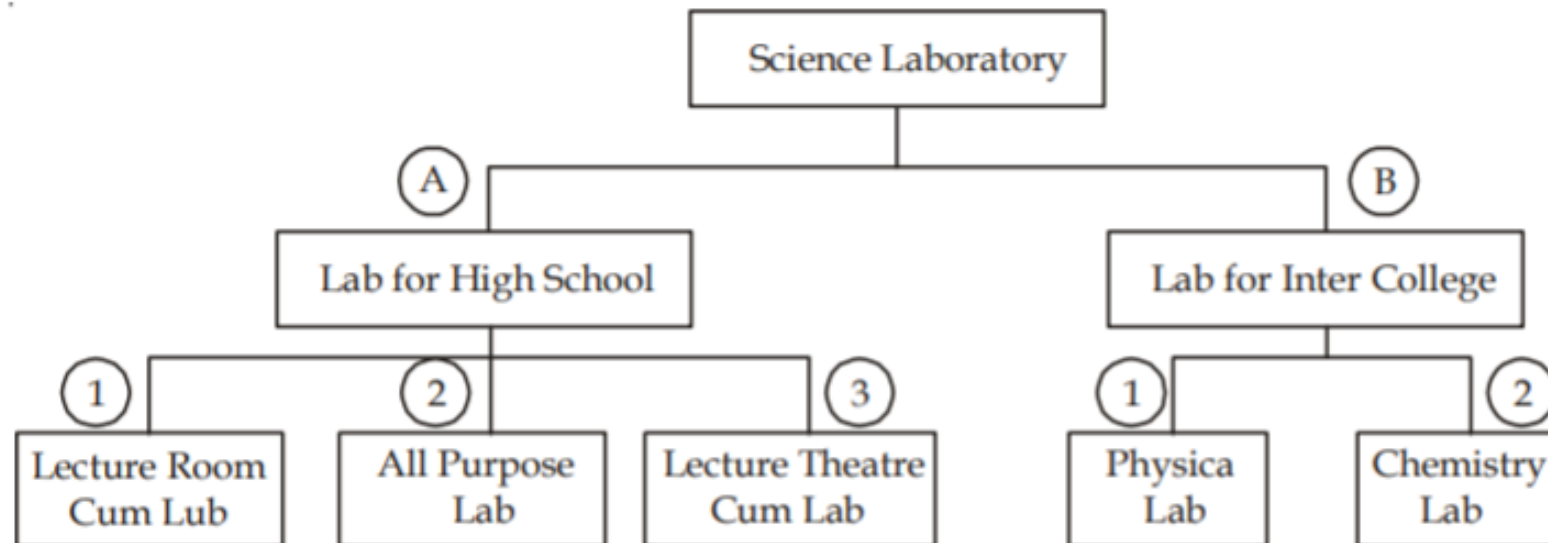 Science Laboratory
A
B
Lab for High School
Lab for Inter College
1
2
3
1
2
Lecture Room
Cum Lub
All Purpose
Lab
Lecture Theatre
Cum Lab
Physica
Lab
Chemistry
Lab